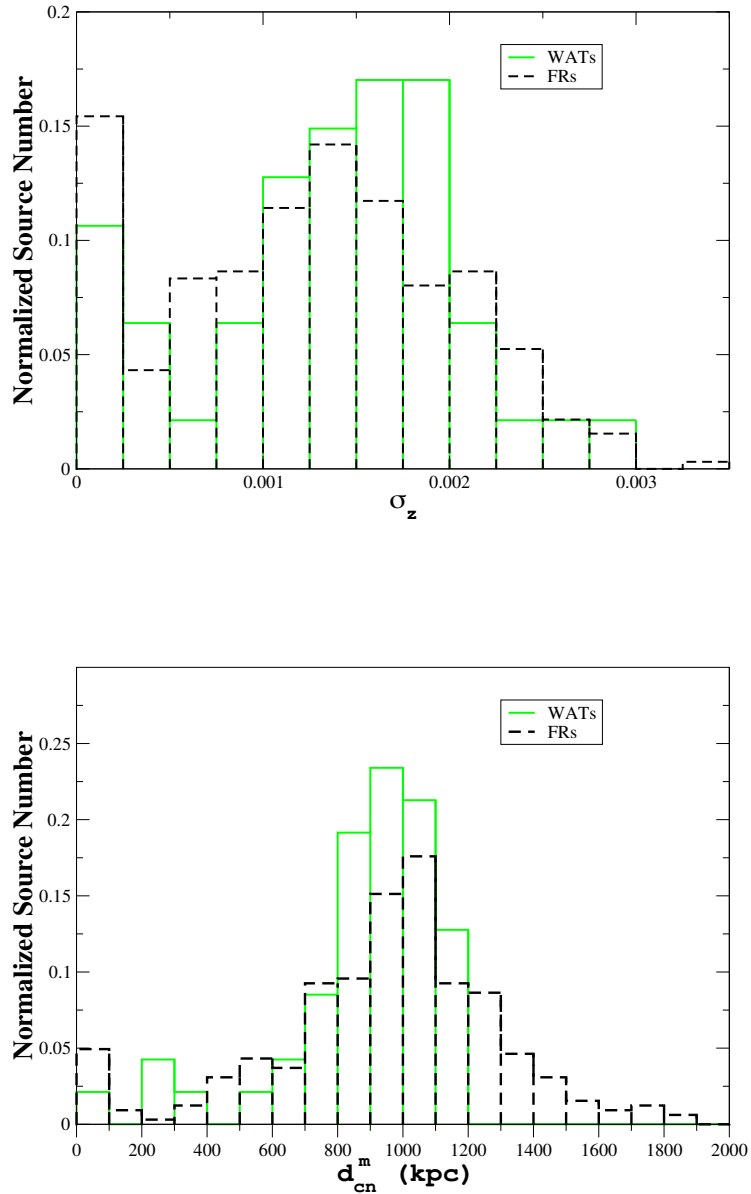 0.2
WATs
FRs
0.15
Normalized Source Number
0.1
0.05
0
0 0.001 0.002 0.003
σz
WATs
FRs
0.25
0.2
Normalized Source Number
0.15
0.1
0.05
0
0 200 400 600 800 1000 1200 1400 1600 1800 2000
d_cn^m (kpc)